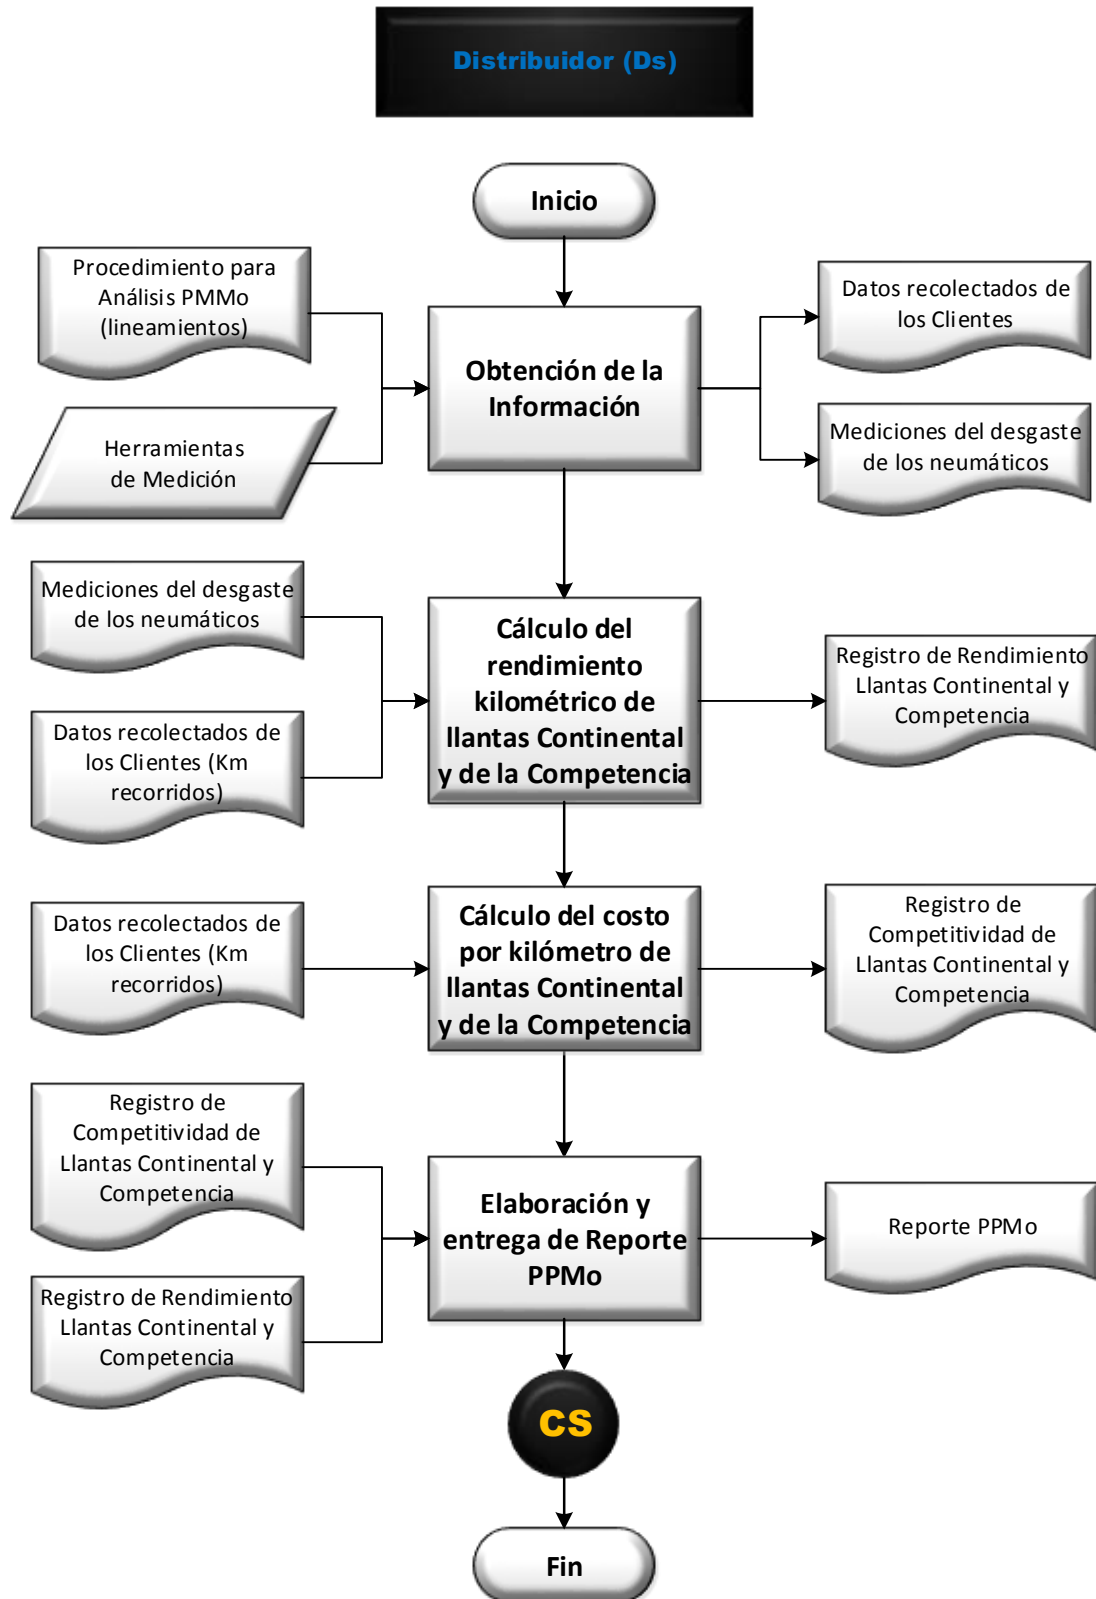 Distribuidor (Ds)
Inicio
Procedimiento para
Análisis PMMo
(lineamientos)
Herramientas
de Medición
Obtención de la
Información
Datos recolectados de
los Clientes
Mediciones del desgaste
de los neumáticos
Mediciones del desgaste
de los neumáticos
Datos recolectados de
los Clientes (Km
recorridos)
Cálculo del
rendimiento
kilométrico de
llantas Continental
y de la Competencia
Registro de Rendimiento
Llantas Continental y
Competencia
Datos recolectados de
los Clientes (Km
recorridos)
Cálculo del costo
por kilómetro de
llantas Continental
y de la Competencia
Registro de
Competitividad de
Llantas Continental y
Competencia
Registro de
Competitividad de
Llantas Continental y
Competencia
Registro de Rendimiento
Llantas Continental y
Competencia
Elaboración y
entrega de Reporte
PPMo
Reporte PPMo
CS
Fin